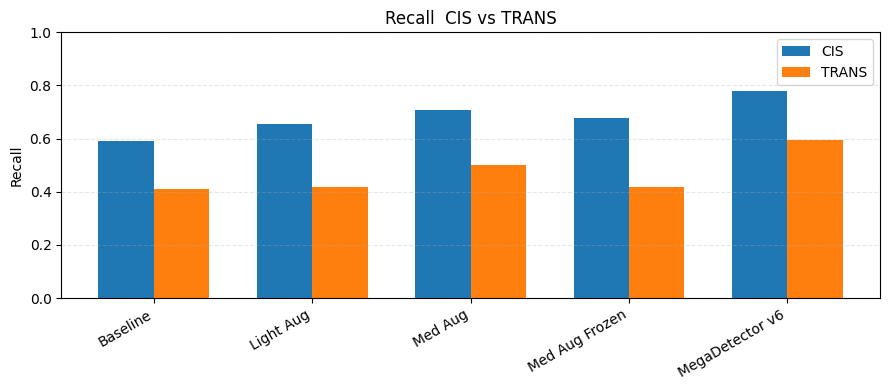 Recall  CIS vs TRANS
CIS
TRANS
Recall
1.0
0.8
0.6
0.4
0.2
0.0
Baseline
Light Aug
Med Aug
Med Aug Frozen
MegaDetector v6